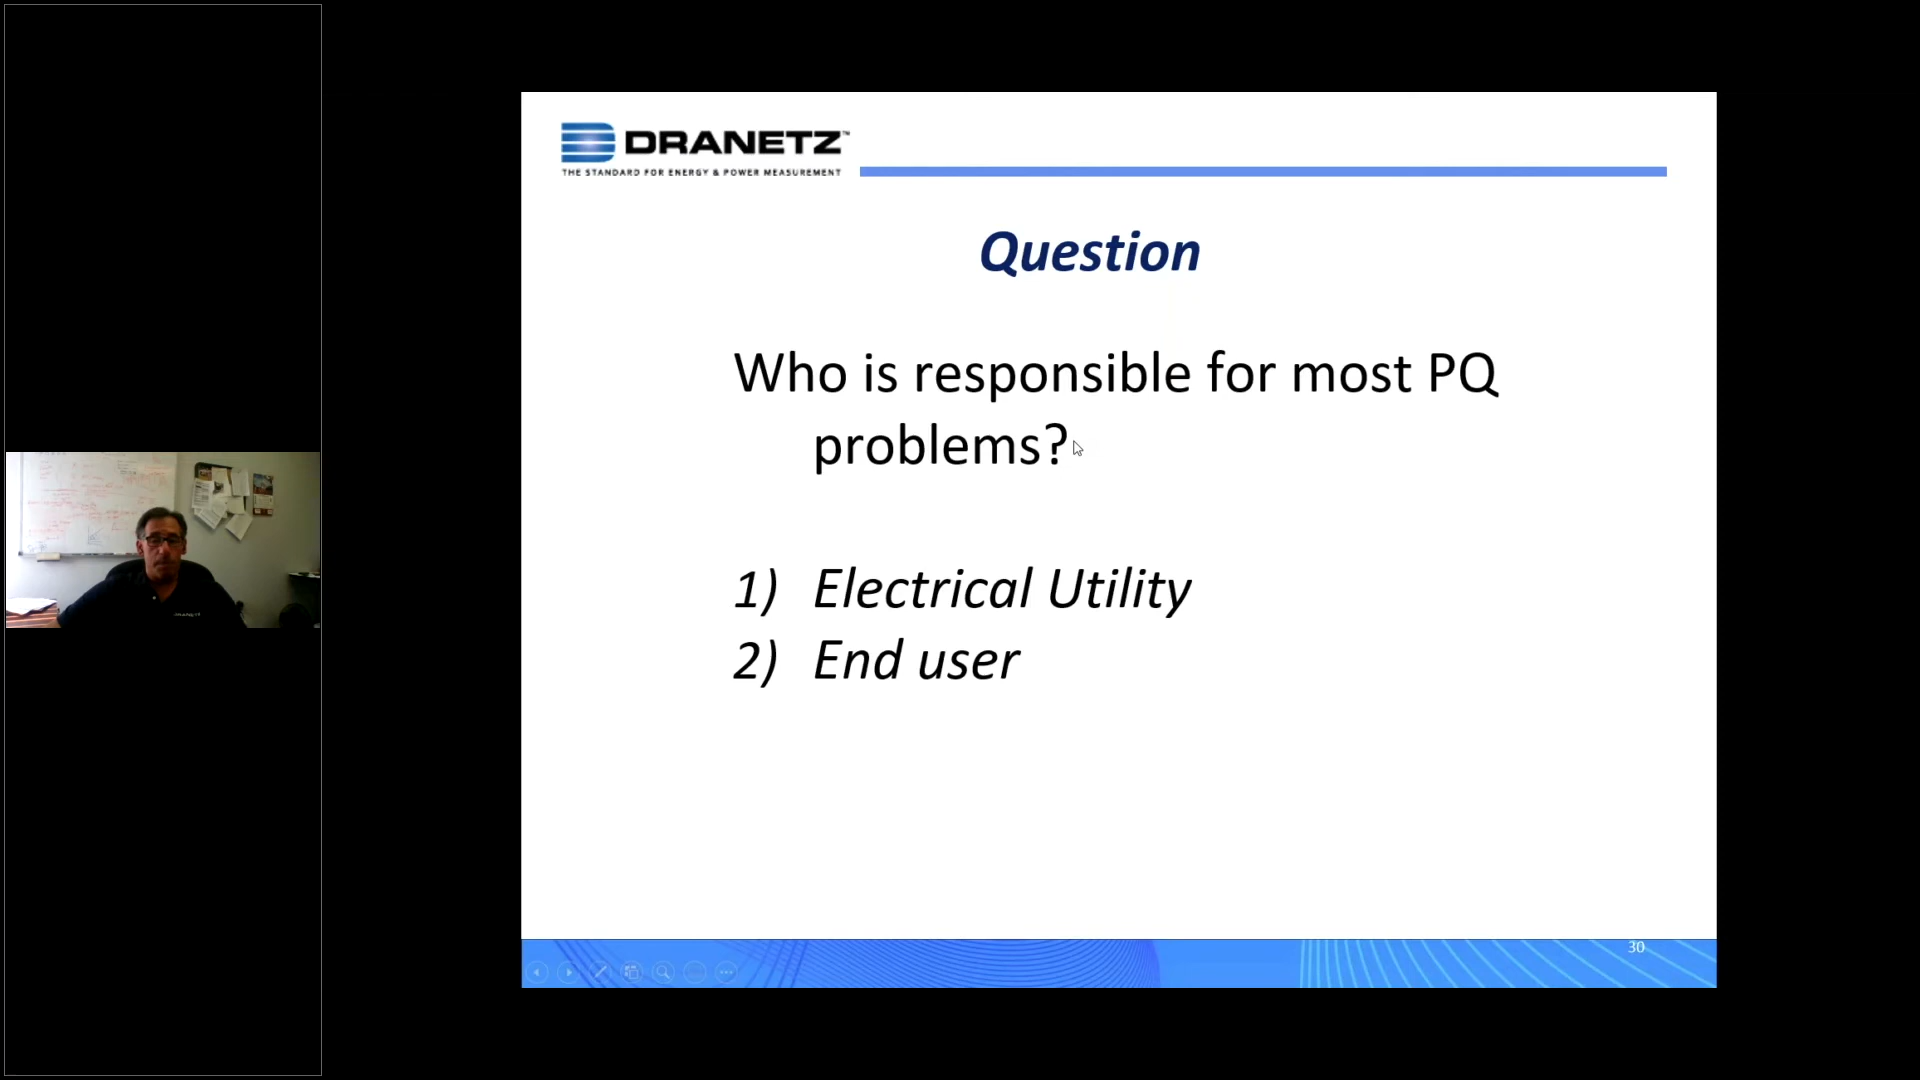 DRANETZ™
THE STANDARD FOR ENERGY & POWER MEASUREMENT
Question
Who is responsible for most PQ
problems?
1) Electrical Utility
2) End user
30
DRANETZ